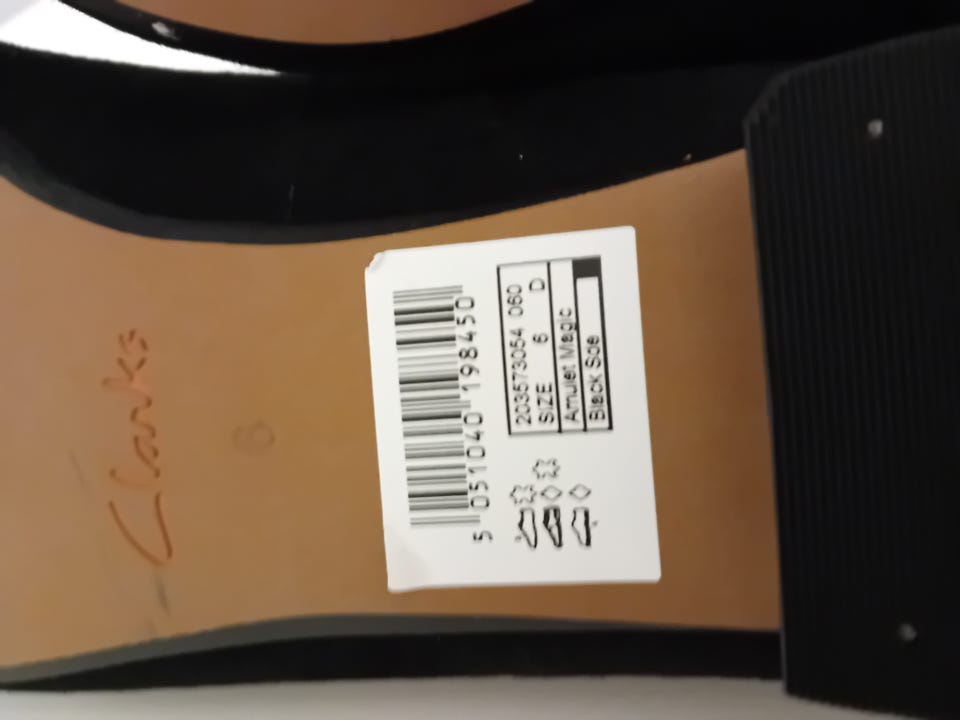 Clarks
6
5 051040 198450
203573054 060
SIZE 6 D
Amulet Magic
Black Sde